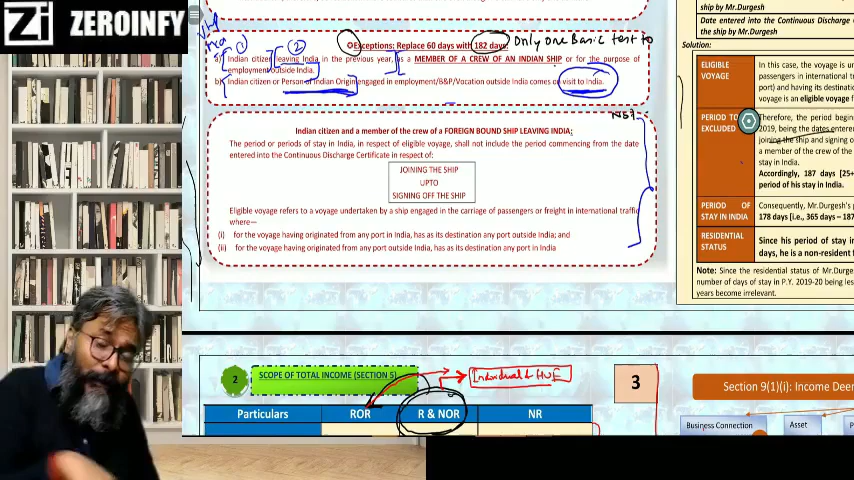 Zi ZEROINFY
(1)
(2)
Exceptions: Replace 60 days with 182 days
Only one Basic test to
a) Indian citizen leaving India in the previous year, as a MEMBER OF A CREW OF AN INDIAN SHIP or for the purpose of
employment outside India.
b) Indian citizen or Person of Indian Origin engaged in employment/B&P/Vocation outside India comes on visit to India.
Indian citizen and a member of the crew of a FOREIGN BOUND SHIP LEAVING INDIA:
The period or periods of stay in India, in respect of eligible voyage, shall not include the period commencing from the date
entered into the Continuous Discharge Certificate in respect of:
JOINING THE SHIP
UPTO
SIGNING OFF THE SHIP
Eligible voyage refers to a voyage undertaken by a ship engaged in the carriage of passengers or freight in international traffic
where—
(i) for the voyage having originated from any port in India, has as its destination any port outside India; and
(ii) for the voyage having originated from any port outside India, has as its destination any port in India
ship by Mr.Durgesh
Date entered into the Continuous Discharge
the ship by Mr.Durgesh
Solution:
ELIGIBLE
VOYAGE
In this case, the voyage is un
passengers in international tr
port) and having its destinatio
voyage is an eligible voyage f
PERIOD TO
EXCLUDED
Therefore, the period begin
2019, being the dates entered
joining the ship and signing o
a member of the crew of the
stay in India.
Accordingly, 187 days [25+
PERIOD OF
STAY IN INDIA
period of his stay in India.
Consequently, Mr.Durgesh's p
178 days [i.e., 365 days – 187
RESIDENTIAL
STATUS
Since his period of stay in
days, he is a non-resident f
Note: Since the residential status of Mr.Durge
number of days of stay in P.Y. 2019-20 being les
years become irrelevant.
2
SCOPE OF TOTAL INCOME (SECTION 5)
Individual & HUF
3
Section 9(1)(i): Income Deer
Particulars ROR R & NOR NR
Business Connection
Asset